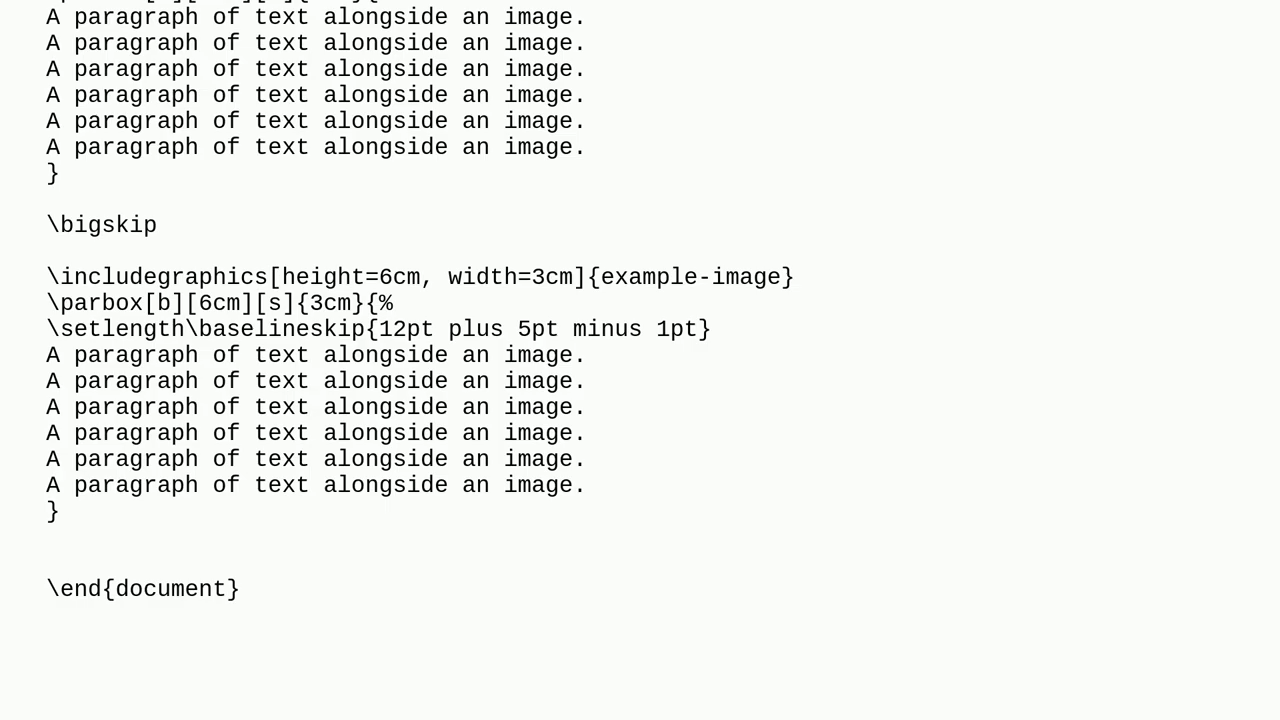 A paragraph of text alongside an image.
A paragraph of text alongside an image.
A paragraph of text alongside an image.
A paragraph of text alongside an image.
A paragraph of text alongside an image.
A paragraph of text alongside an image.
}
\bigskip
\includegraphics[height=6cm, width=3cm]{example-image}
\parbox[b][6cm][s]{3cm}{%
\setlength\baselineskip{12pt plus 5pt minus 1pt}
A paragraph of text alongside an image.
A paragraph of text alongside an image.
A paragraph of text alongside an image.
A paragraph of text alongside an image.
A paragraph of text alongside an image.
A paragraph of text alongside an image.
}
\end{document}